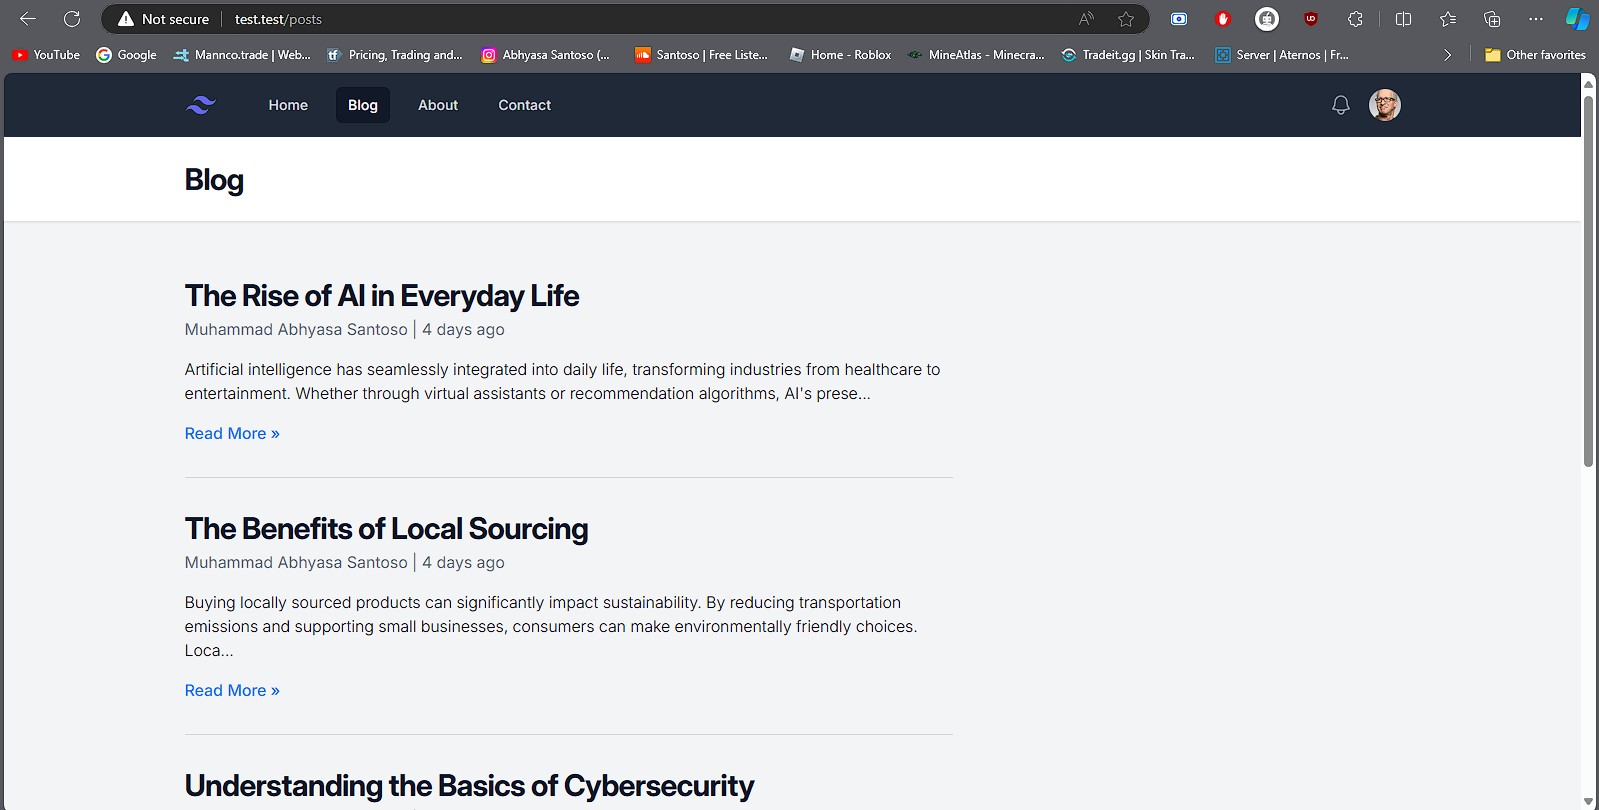 Not secure test.test/posts
YouTube Google Mannco.trade | Web... Pricing, Trading and... Abhyasa Santoso (... Santoso | Free Liste... Home - Roblox MineAtlas - Minecra... Tradeit.gg | Skin Tra... Server | Aternos | Fr... Other favorites
Home Blog About Contact
Blog
The Rise of AI in Everyday Life
Muhammad Abhyasa Santoso | 4 days ago
Artificial intelligence has seamlessly integrated into daily life, transforming industries from healthcare to
entertainment. Whether through virtual assistants or recommendation algorithms, AI's prese...
Read More »
The Benefits of Local Sourcing
Muhammad Abhyasa Santoso | 4 days ago
Buying locally sourced products can significantly impact sustainability. By reducing transportation
emissions and supporting small businesses, consumers can make environmentally friendly choices.
Loca...
Read More »
Understanding the Basics of Cybersecurity